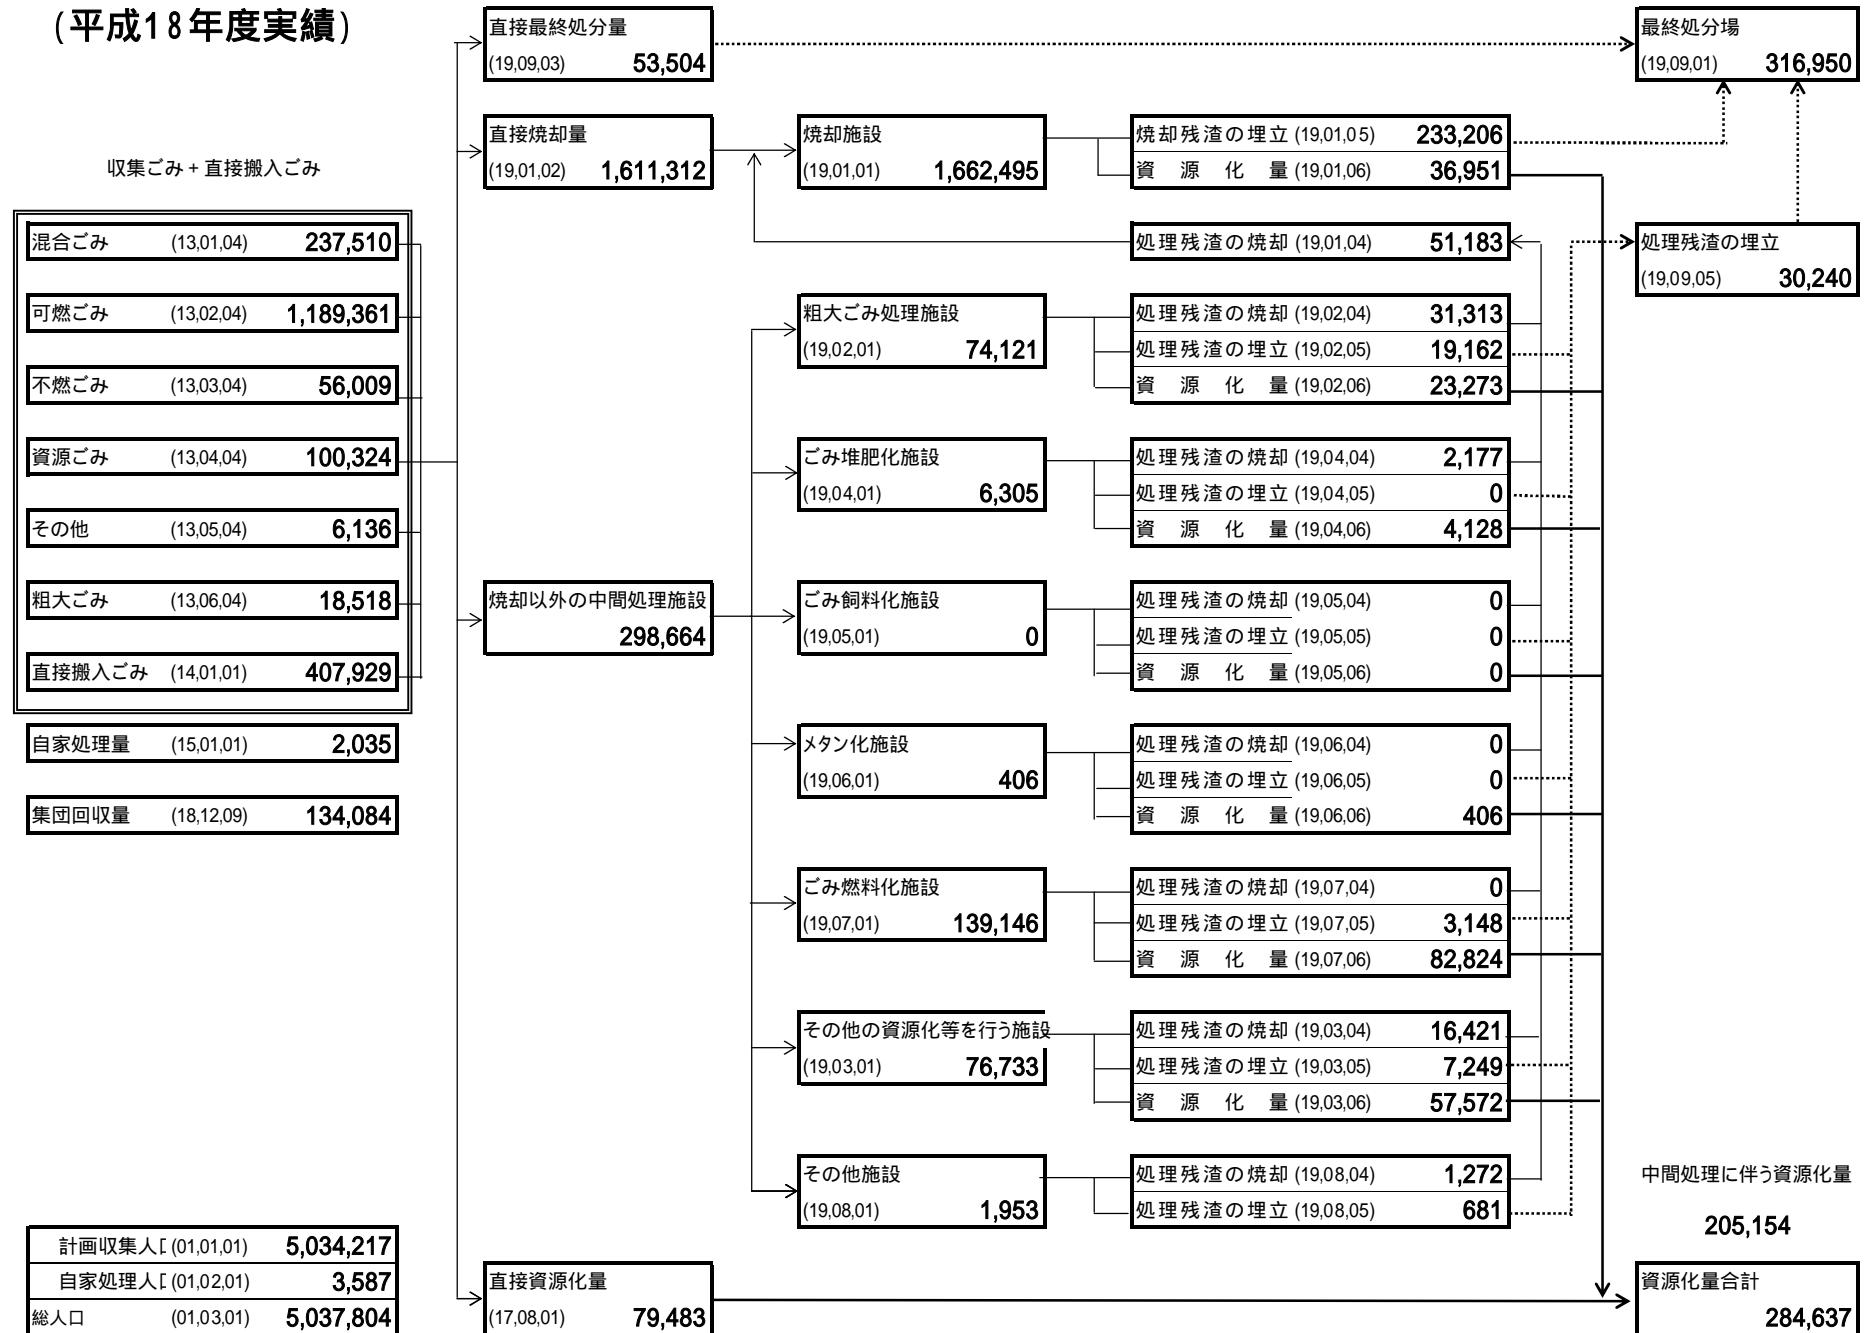 (平成18年度実績)
収集ごみ + 直接搬入ごみ
混合ごみ (13,01,04) 237,510
可燃ごみ (13,02,04) 1,189,361
不燃ごみ (13,03,04) 56,009
資源ごみ (13,04,04) 100,324
その他 (13,05,04) 6,136
粗大ごみ (13,06,04) 18,518
直接搬入ごみ (14,01,01) 407,929
自家処理量 (15,01,01) 2,035
集団回収量 (18,12,09) 134,084
計画収集人口 (01,01,01) 5,034,217
自家処理人口 (01,02,01) 3,587
総人口 (01,03,01) 5,037,804
直接最終処分量
(19,09,03) 53,504
直接焼却量
(19,01,02) 1,611,312
焼却以外の中間処理施設
298,664
直接資源化量
(17,08,01) 79,483
焼却施設
(19,01,01) 1,662,495
粗大ごみ処理施設
(19,02,01) 74,121
ごみ堆肥化施設
(19,04,01) 6,305
ごみ飼料化施設
(19,05,01) 0
メタン化施設
(19,06,01) 406
ごみ燃料化施設
(19,07,01) 139,146
その他の資源化等を行う施設
(19,03,01) 76,733
その他施設
(19,08,01) 1,953
焼却残渣の埋立 (19,01,05) 233,206
資源化量 (19,01,06) 36,951
処理残渣の焼却 (19,01,04) 51,183
処理残渣の焼却 (19,02,04) 31,313
処理残渣の埋立 (19,02,05) 19,162
資源化量 (19,02,06) 23,273
処理残渣の焼却 (19,04,04) 2,177
処理残渣の埋立 (19,04,05) 0
資源化量 (19,04,06) 4,128
処理残渣の焼却 (19,05,04) 0
処理残渣の埋立 (19,05,05) 0
資源化量 (19,05,06) 0
処理残渣の焼却 (19,06,04) 0
処理残渣の埋立 (19,06,05) 0
資源化量 (19,06,06) 406
処理残渣の焼却 (19,07,04) 0
処理残渣の埋立 (19,07,05) 3,148
資源化量 (19,07,06) 82,824
処理残渣の焼却 (19,03,04) 16,421
処理残渣の埋立 (19,03,05) 7,249
資源化量 (19,03,06) 57,572
処理残渣の焼却 (19,08,04) 1,272
処理残渣の埋立 (19,08,05) 681
最終処分場
(19,09,01) 316,950
処理残渣の埋立
(19,09,05) 30,240
中間処理に伴う資源化量
205,154
資源化量合計
284,637